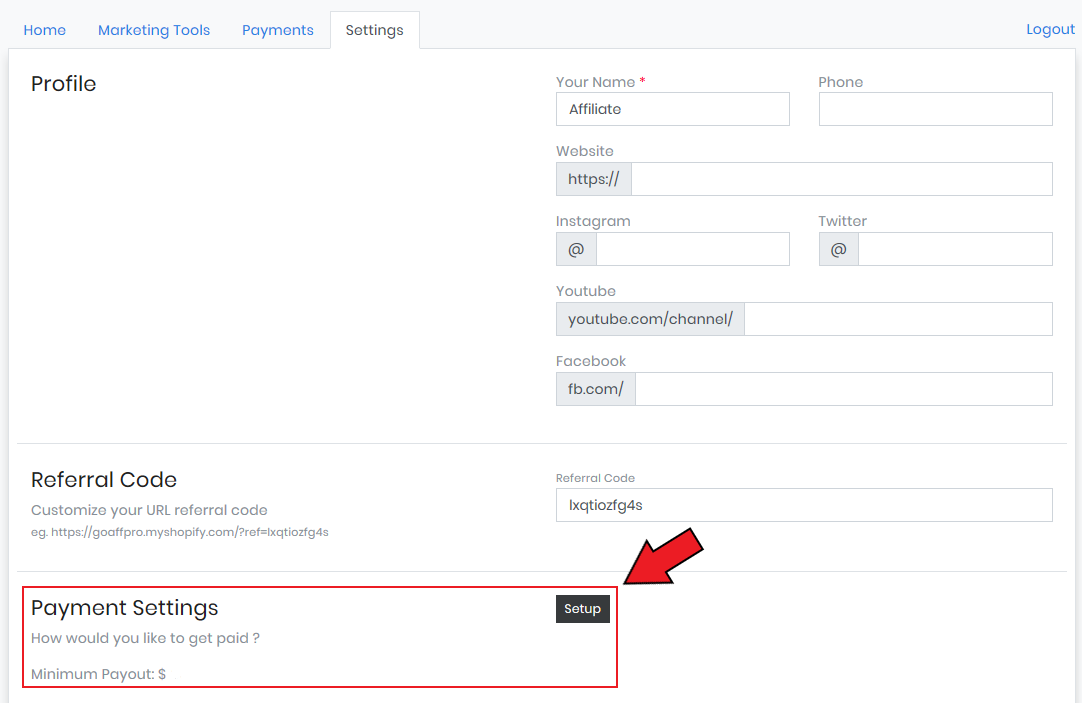 Home Marketing Tools Payments Settings Logout
Profile
Your Name * Phone
Affiliate
Website
https://
Instagram Twitter
@ @
Youtube
youtube.com/channel/
Facebook
fb.com/
Referral Code
Customize your URL referral code
eg. https://goaffpro.myshopify.com/?ref=lxqtiozfg4s
Referral Code
lxqtiozfg4s
Payment Settings
Setup
How would you like to get paid ?
Minimum Payout: $